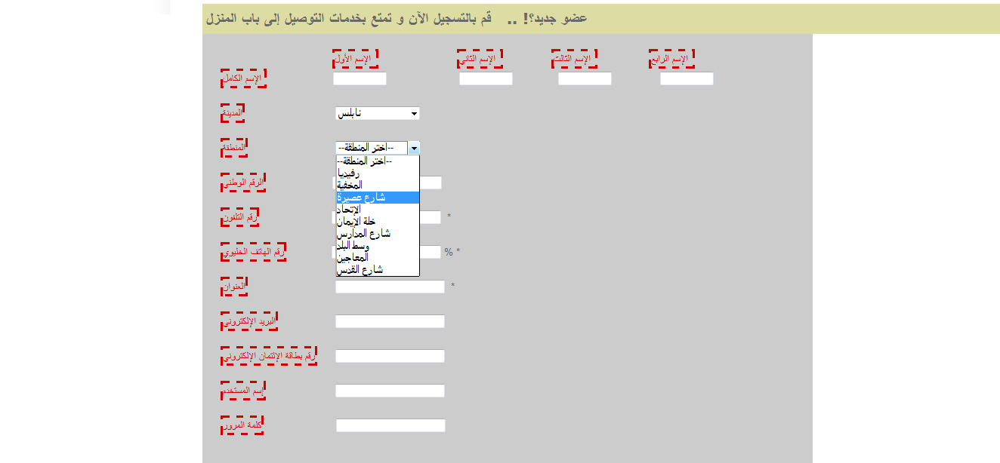 عضو جديد؟! .. قم بالتسجيل الآن و تمتع بخدمات التوصيل إلى باب المنزل
الإسم الأول الإسم الثاني الإسم الثالث الإسم الرابع
الإسم الكامل
المدينة نابلس
المنطقة --اختر المنطقة--
--اختر المنطقة--
رفيديا
المخفية
شارع عصيرة
الإتحاد
خلة الإيمان
شارع المدارس
وسط البلد
المعاجين
شارع القدس
الرقم الوطني
رقم التلفون *
رقم الهاتف الخليوي % *
العنوان *
البريد الإلكتروني
رقم بطاقة الإئتمان الإلكتروني
إسم المستخدم
كلمة المرور